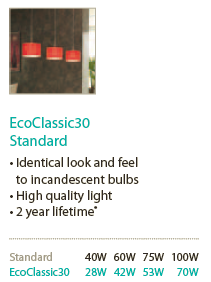 EcoClassic30
Standard
• Identical look and feel
to incandescent bulbs
• High quality light
• 2 year lifetime*
Standard 40W 60W 75W 100W
EcoClassic30 28W 42W 53W 70W